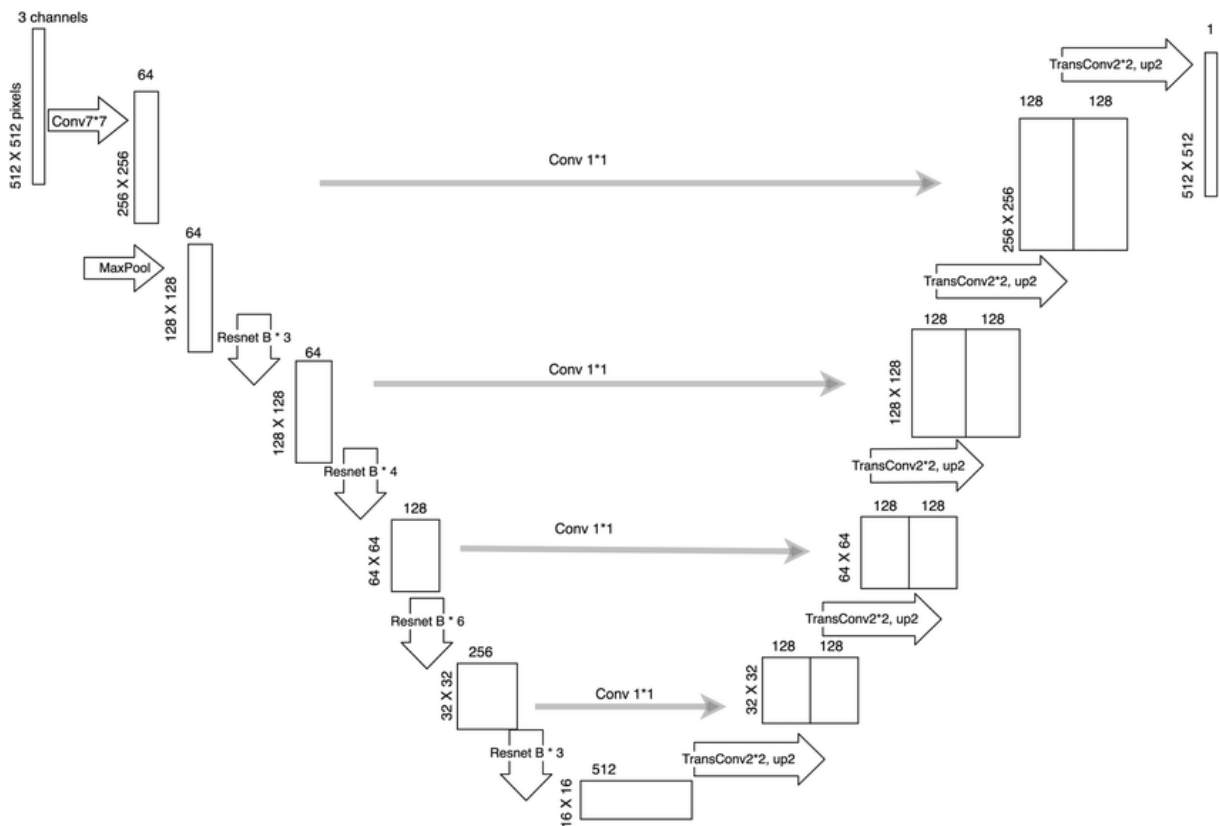 3 channels
512 X 512 pixels
Conv7*7
64
256 X 256
Conv 1*1
TransConv2*2, up2
1
512 X 512
128 128
256 X 256
MaxPool
64
128 X 128
TransConv2*2, up2
Resnet B * 3
64
128 X 128
Conv 1*1
128 128
128 X 128
Resnet B * 4
TransConv2*2, up2
128
64 X 64
Conv 1*1
128 128
64 X 64
Resnet B * 6
TransConv2*2, up2
256
32 X 32
Conv 1*1
128 128
32 X 32
Resnet B * 3
TransConv2*2, up2
512
16 X 16